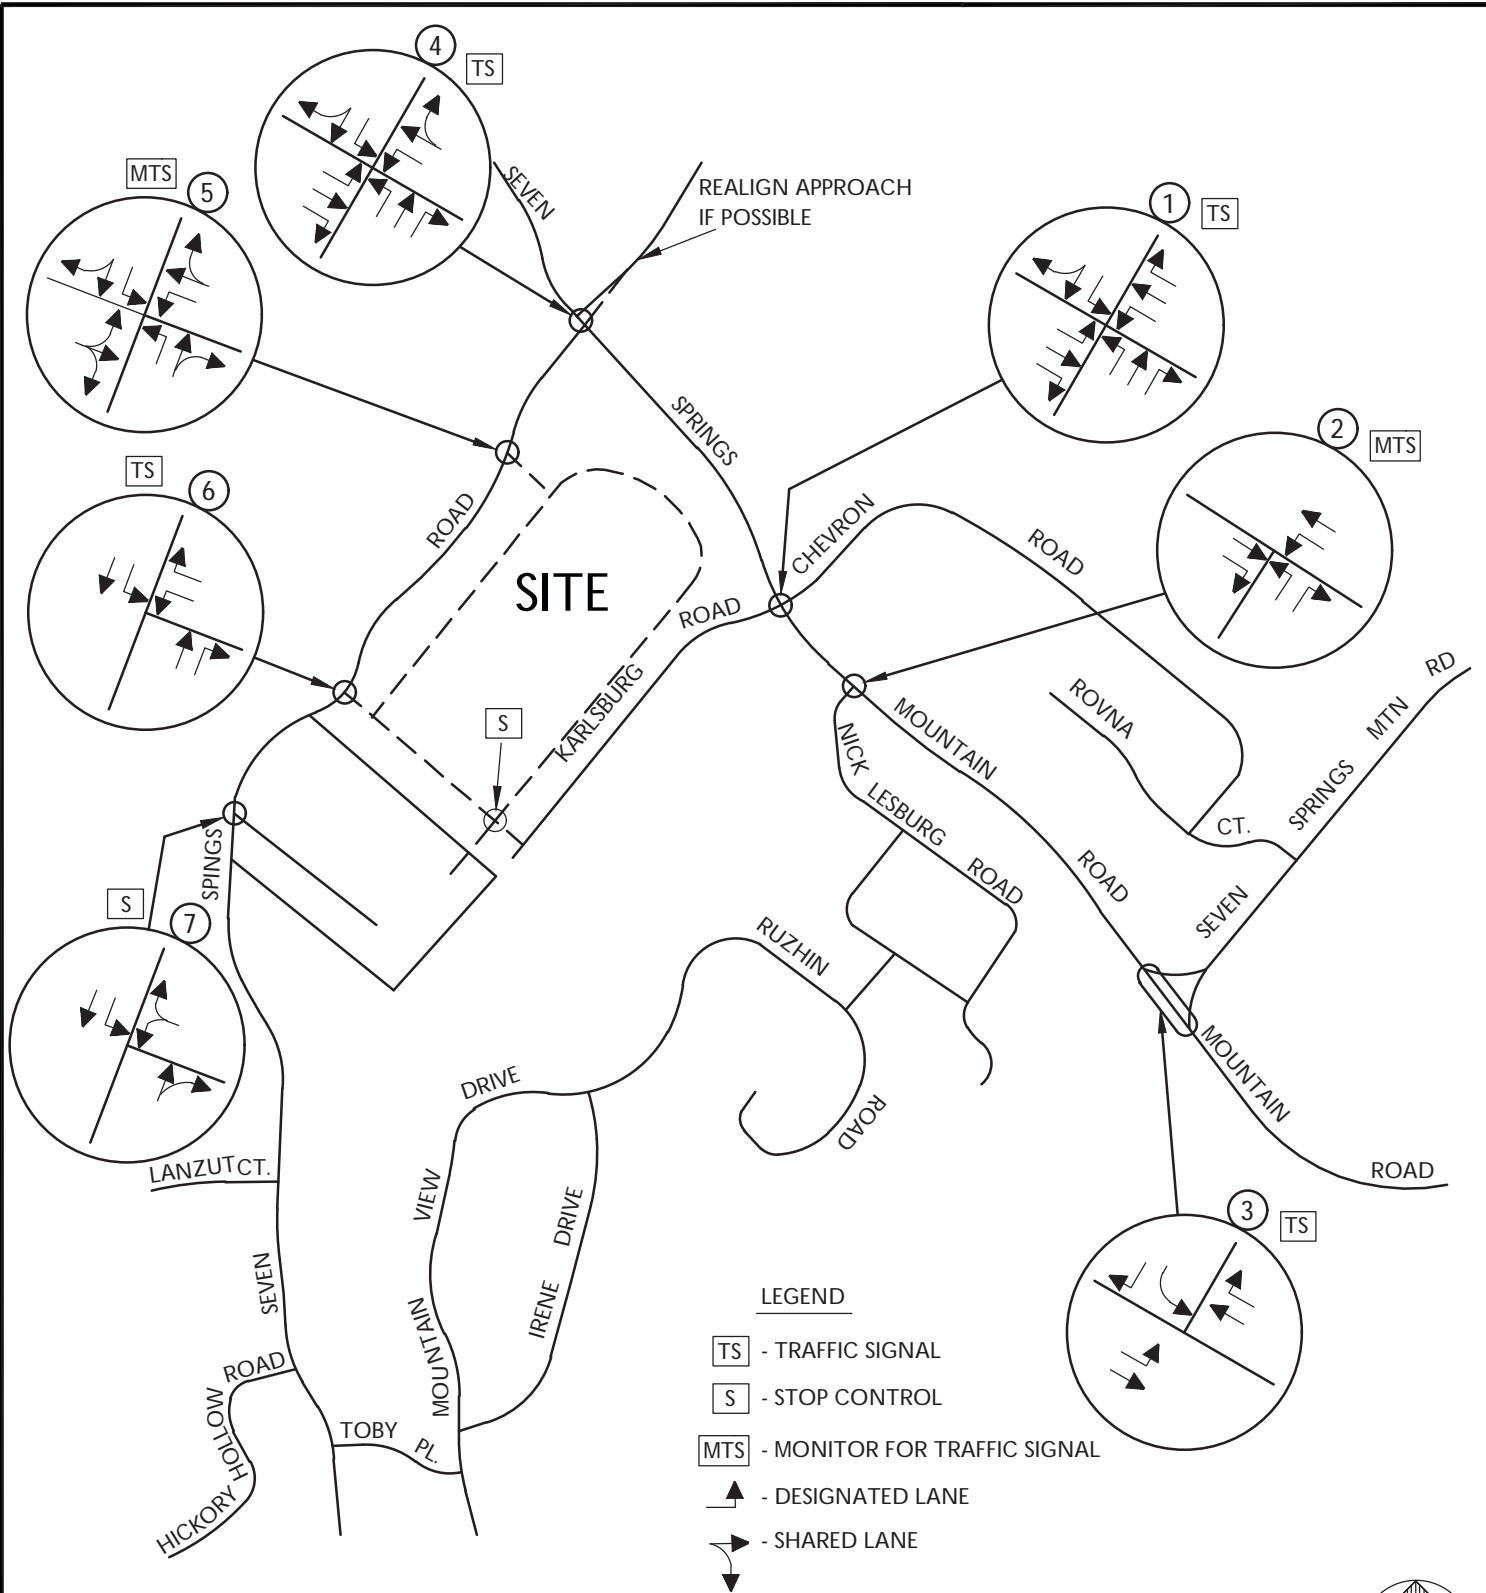 4
TS
MTS
5
SEVEN
REALIGN APPROACH
IF POSSIBLE
1
TS
2
MTS
SPRINGS
TS
6
ROAD
CHEVRON
ROAD
SITE
ROAD
KARLSBURG
S
NICK
LESBURG
ROAD
MOUNTAIN
ROAD
ROVNA
CT.
SEVEN
SPRINGS
MTN
RD
SPINGS
S
7
RUZHIN
ROAD
MOUNTAIN
ROAD
DRIVE
VIEW
MOUNTAIN
IRENE
DRIVE
LANZUT CT.
SEVEN
3
TS
HICKORY
HOLLOW
ROAD
TOBY
PL.
LEGEND
TS - TRAFFIC SIGNAL
S - STOP CONTROL
MTS - MONITOR FOR TRAFFIC SIGNAL
- DESIGNATED LANE
- SHARED LANE